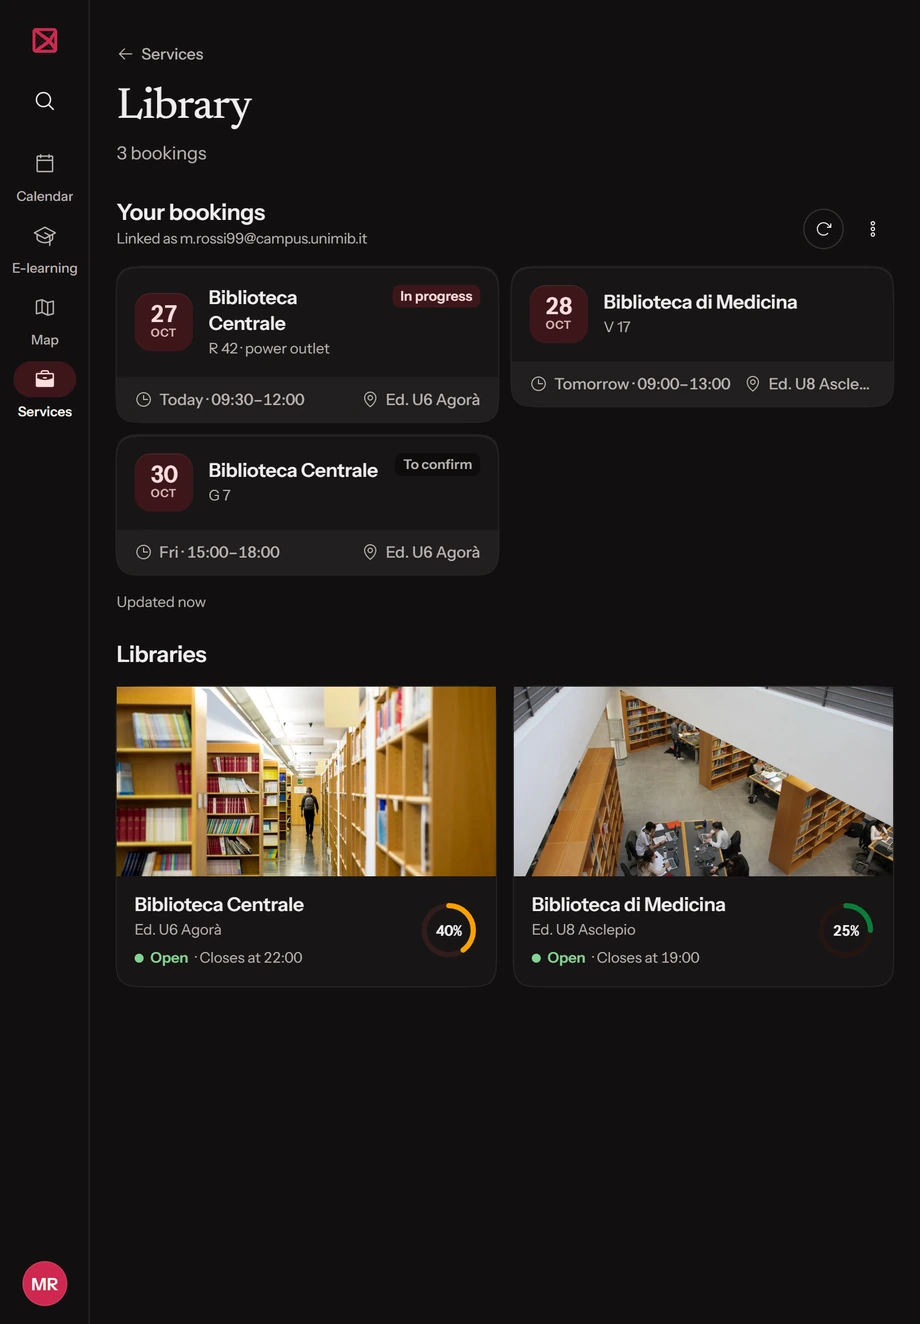 Services
Library
3 bookings
Calendar
E-learning
Map
Services
Your bookings
Linked as m.rossi99@campus.unimib.it
27
OCT
Biblioteca
Centrale
In progress
R 42 · power outlet
Today · 09:30–12:00
Ed. U6 Agorà
28
OCT
Biblioteca di Medicina
V 17
Tomorrow · 09:00–13:00
Ed. U8 Ascle...
30
OCT
Biblioteca Centrale
To confirm
G 7
Fri · 15:00–18:00
Ed. U6 Agorà
Updated now
Libraries
Biblioteca Centrale
Ed. U6 Agorà
Open · Closes at 22:00
40%
Biblioteca di Medicina
Ed. U8 Asclepio
Open · Closes at 19:00
25%
MR